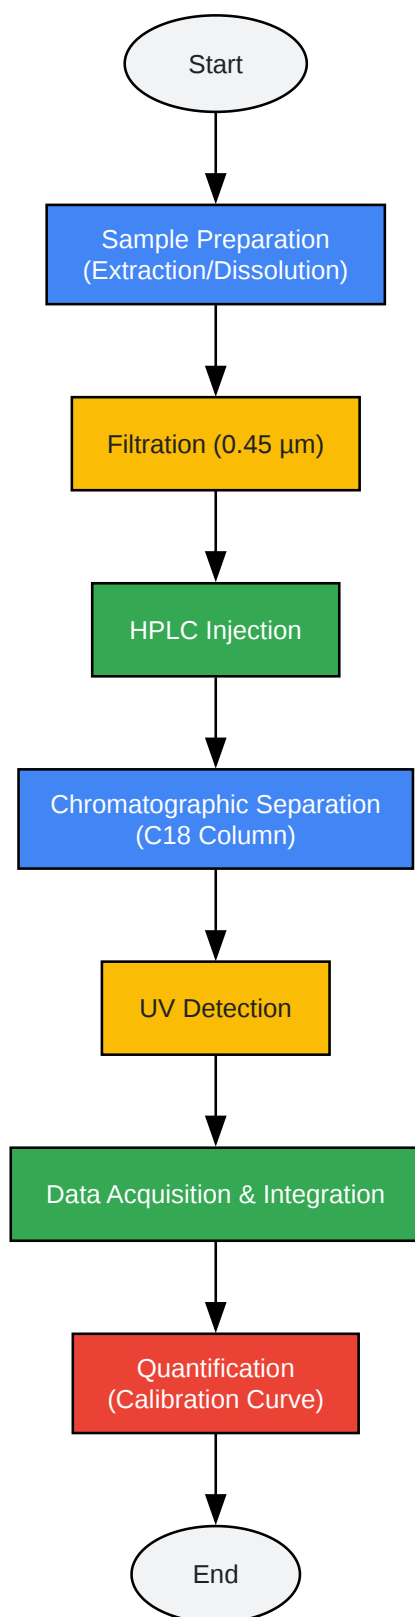 Start
Sample Preparation
(Extraction/Dissolution)
Filtration (0.45 µm)
HPLC Injection
Chromatographic Separation
(C18 Column)
UV Detection
Data Acquisition & Integration
Quantification
(Calibration Curve)
End